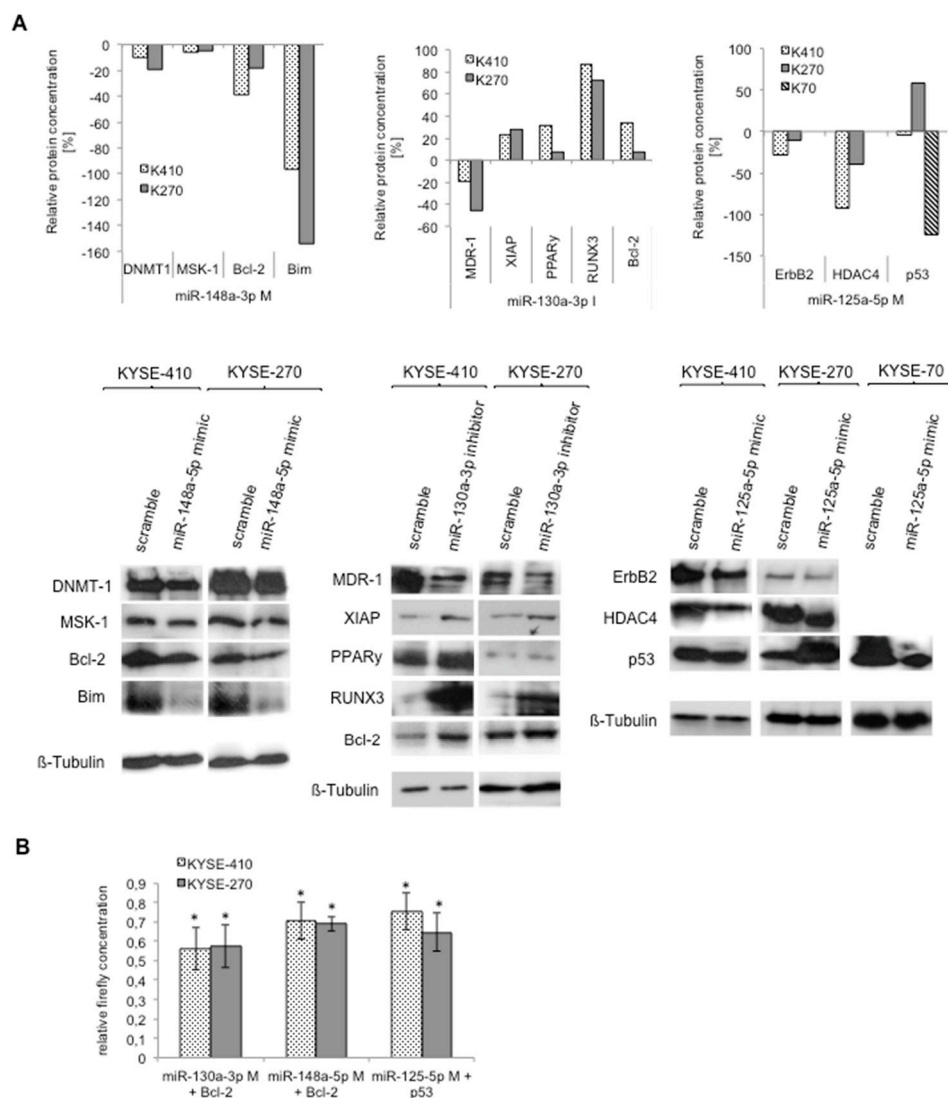 A
Relative protein concentration
[%]
0
-20
-40
-60
-80
-100
-120
-140
-160
K410
K270
DNMT1
MSK-1
Bcl-2
Bim
miR-148a-3p M
Relative protein concentration
[%]
100
80
60
40
20
0
-20
-40
-60
K410
K270
MDR-1
XIAP
PPARy
RUNX3
Bcl-2
miR-130a-3p I
Relative protein concentration
[%]
100
50
0
-50
-100
-150
K410
K270
K70
ErbB2
HDAC4
p53
miR-125a-5p M
KYSE-410
KYSE-270
scramble
miR-148a-5p mimic
scramble
miR-148a-5p mimic
DNMT-1
MSK-1
Bcl-2
Bim
ß-Tubulin
KYSE-410
KYSE-270
scramble
miR-130a-3p inhibitor
scramble
miR-130a-3p inhibitor
MDR-1
XIAP
PPARy
RUNX3
Bcl-2
ß-Tubulin
KYSE-410
KYSE-270
KYSE-70
scramble
miR-125a-5p mimic
scramble
miR-125a-5p mimic
scramble
miR-125a-5p mimic
ErbB2
HDAC4
p53
ß-Tubulin
B
relative firefly concentration
0,9
0,8
0,7
0,6
0,5
0,4
0,3
0,2
0,1
0
KYSE-410
KYSE-270
* * * * * *
miR-130a-3p M
+ Bcl-2
miR-148a-5p M
+ Bcl-2
miR-125-5p M +
p53